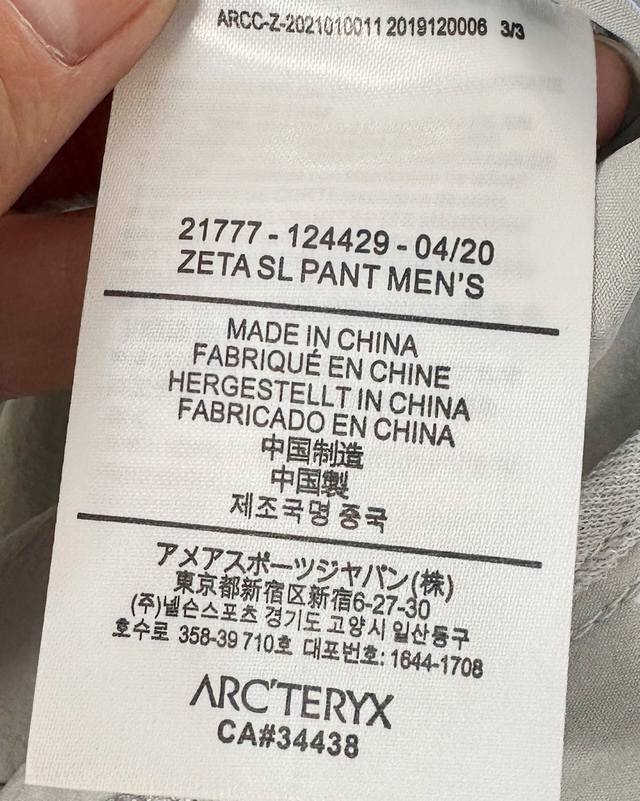 ARCC-Z-2021010011 2019120006 3/3
21777 - 124429 - 04/20
ZETA SL PANT MEN'S
MADE IN CHINA
FABRIQUÉ EN CHINE
HERGESTELLT IN CHINA
FABRICADO EN CHINA
中国制造
中国製
제조국명 중국
アメアスポーツジャパン(株)
東京都新宿区新宿6-27-30
(주)넬슨스포츠 경기도 고양시 일산동구
호수로 358-39 710호 대표번호: 1644-1708
ARC'TERYX
CA#34438